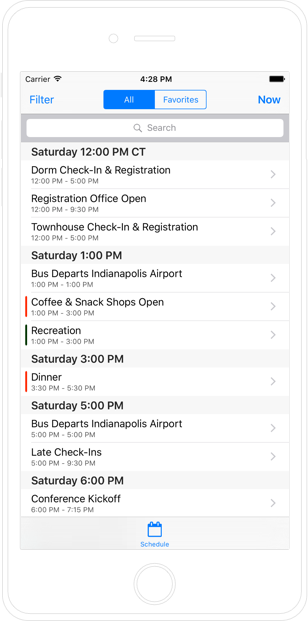 Carrier 4:28 PM
Filter All Favorites Now
Search
Saturday 12:00 PM CT
Dorm Check-In & Registration
12:00 PM - 5:00 PM
Registration Office Open
12:00 PM - 9:30 PM
Townhouse Check-In & Registration
12:00 PM - 5:00 PM
Saturday 1:00 PM
Bus Departs Indianapolis Airport
1:00 PM - 1:00 PM
Coffee & Snack Shops Open
1:00 PM - 3:00 PM
Recreation
1:00 PM - 3:00 PM
Saturday 3:00 PM
Dinner
3:30 PM - 5:30 PM
Saturday 5:00 PM
Bus Departs Indianapolis Airport
5:00 PM - 5:00 PM
Late Check-Ins
5:00 PM - 9:30 PM
Saturday 6:00 PM
Conference Kickoff
6:00 PM - 7:15 PM
Schedule